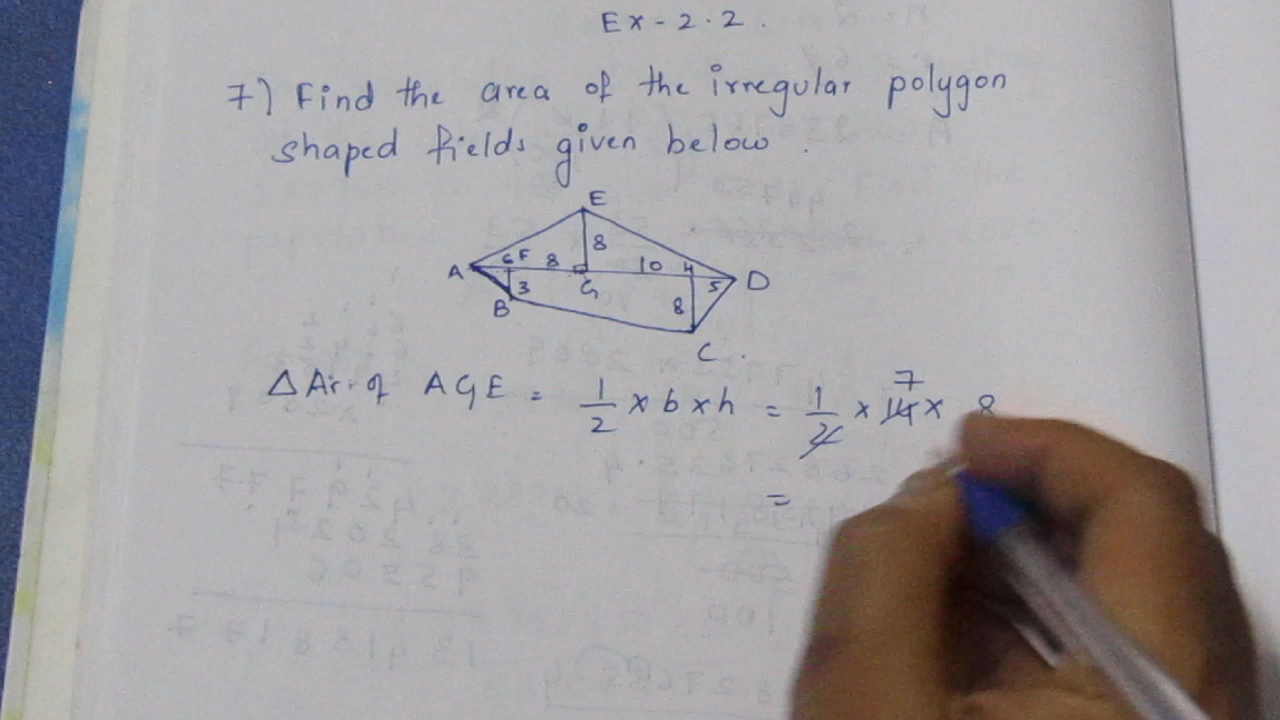 Ex - 2.2.
7) Find the area of the irregular polygon
shaped fields given below.
E
8
A 6 F 8 10 H D
3 G 8 5
B
C.
Δ Ar. of AGE = 1/2 x b x h = 1/2 x 14 x 8
7
=